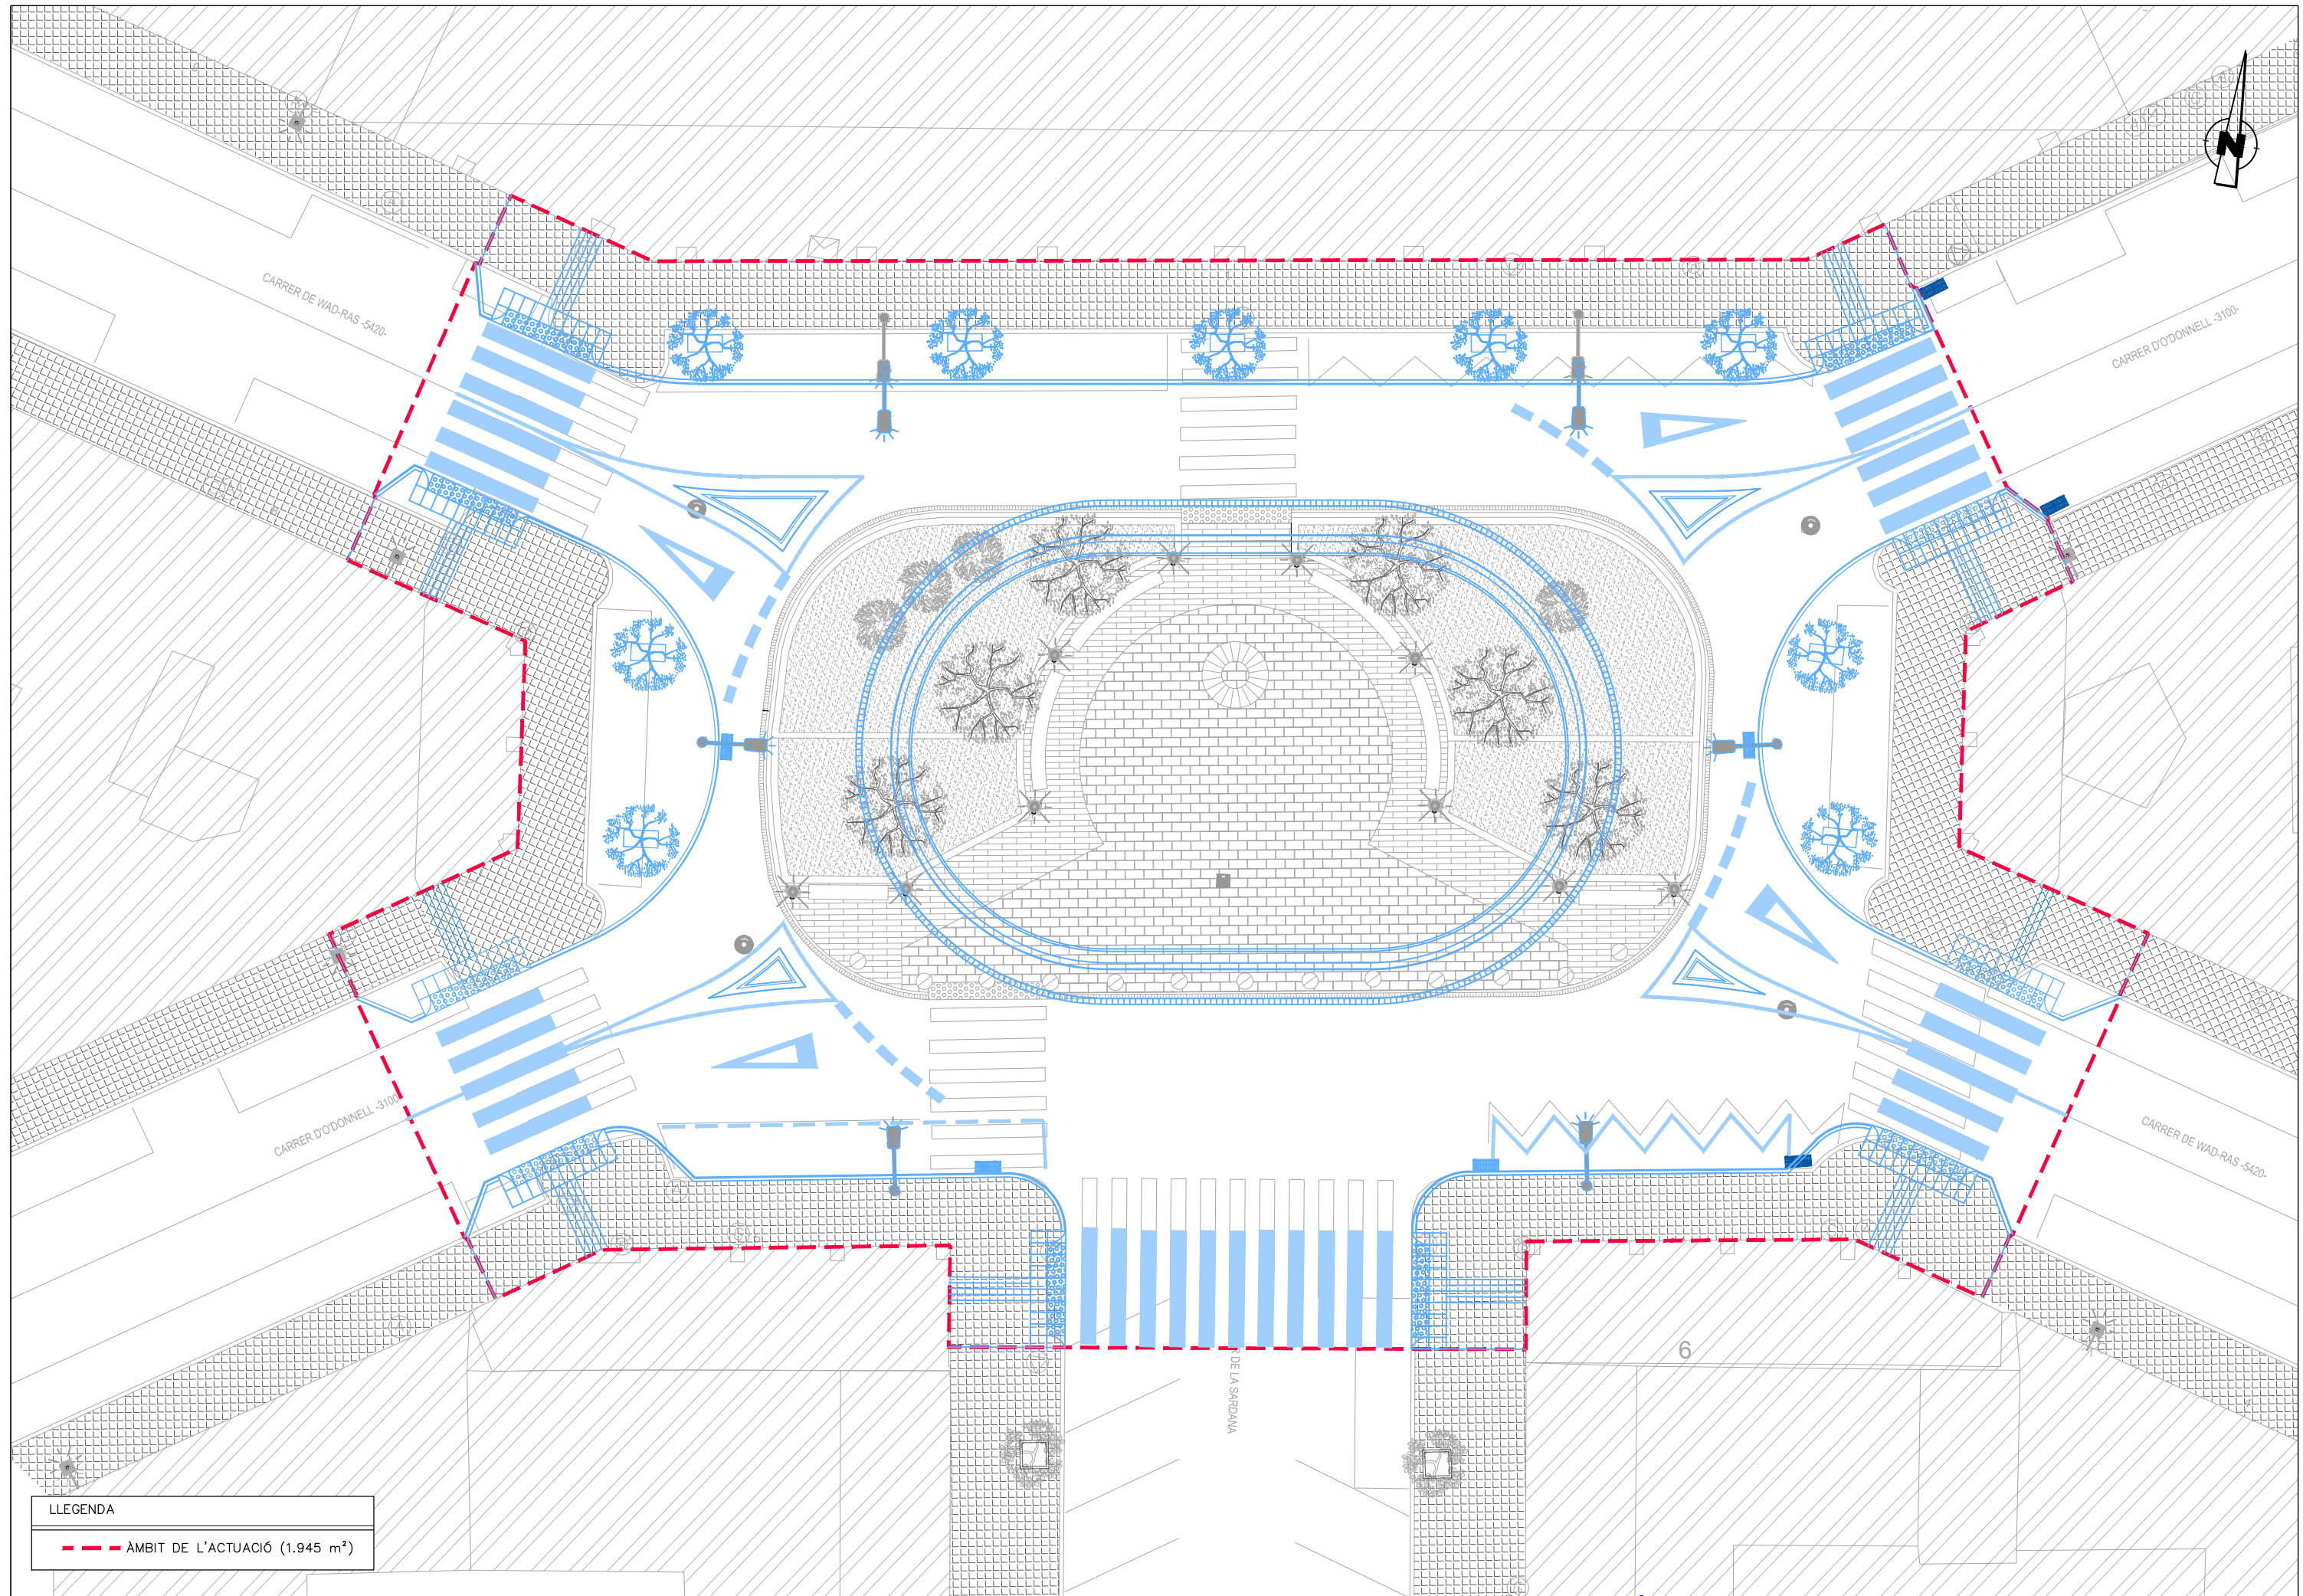 N
CARRER DE WAD-RAS -5420-
CARRER D'O'DONNELL -3100-
CARRER D'O'DONNELL -3100-
CARRER DE WAD-RAS -5420-
6
R DE LA SARDANA
LLEGENDA
ÀMBIT DE L'ACTUACIÓ (1.945 m²)